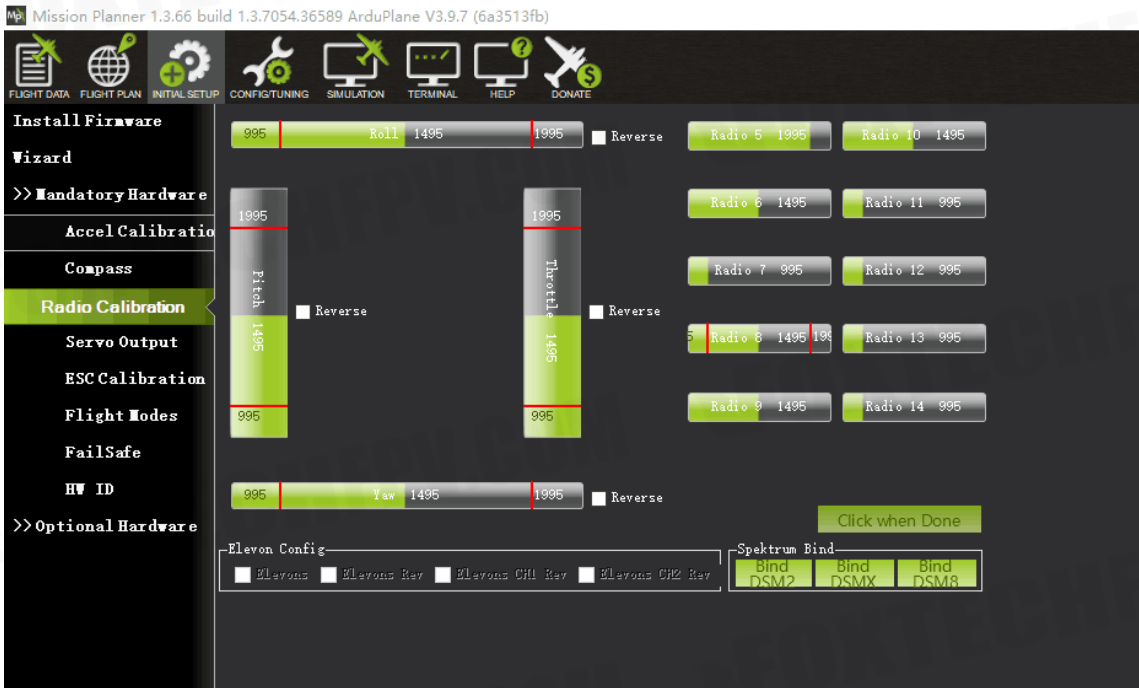 Mission Planner 1.3.66 build 1.3.7054.36589 ArduPlane V3.9.7 (6a3513fb)
FLIGHT DATA FLIGHT PLAN INITIAL SETUP CONFIG/TUNING SIMULATION TERMINAL HELP DONATE
Install Firmware
Wizard
>> Mandatory Hardware
Accel Calibratio
Compass
Radio Calibration
Servo Output
ESC Calibration
Flight Modes
FailSafe
HW ID
>> Optional Hardware
995 Roll 1495 1995 Reverse
1995
Pitch 1495
995
Reverse
1995
Throttle 1495
995
Reverse
995 Yaw 1495 1995 Reverse
Radio 5 1995 Radio 10 1495
Radio 6 1495 Radio 11 995
Radio 7 995 Radio 12 995
Radio 8 1495 199 Radio 13 995
Radio 9 1495 Radio 14 995
Click when Done
Elevon Config
Elevons Elevons Rev Elevons CH1 Rev Elevons CH2 Rev
Spektrum Bind
Bind DSM2 Bind DSMX Bind DSM8